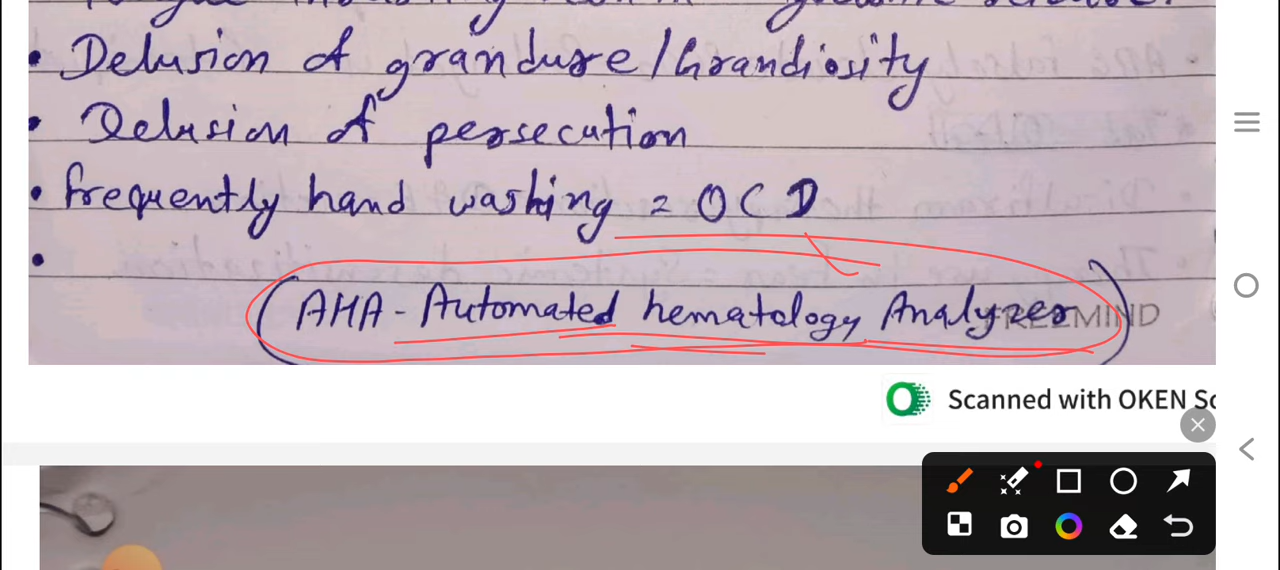 • Delusion of grandure/Grandiosity
• Delusion of persecution
• frequently hand washing = OCD
•
(AHA - Automated hematology Analyzer)
Scanned with OKEN Sc